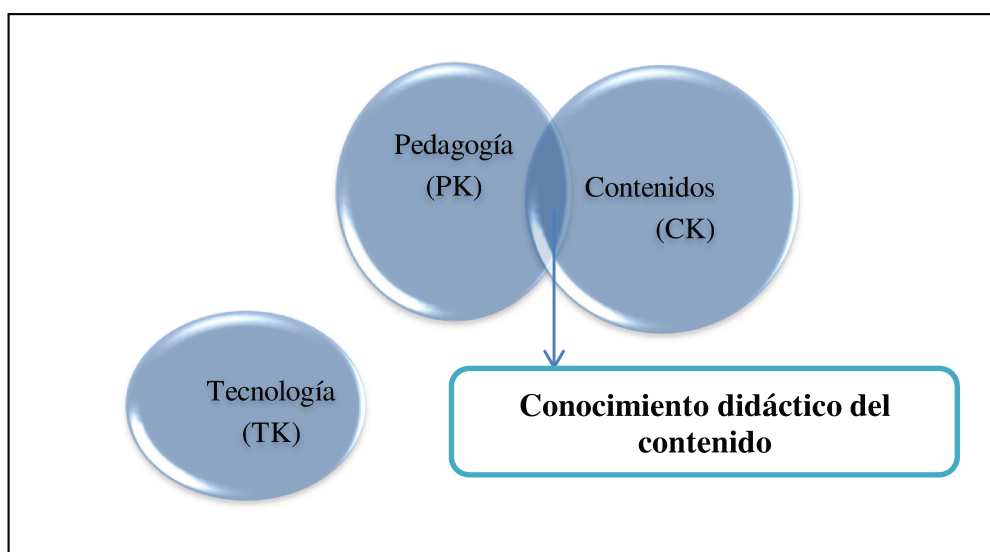 Pedagogía
(PK)
Contenidos
(CK)
Tecnología
(TK)
Conocimiento didáctico del
contenido